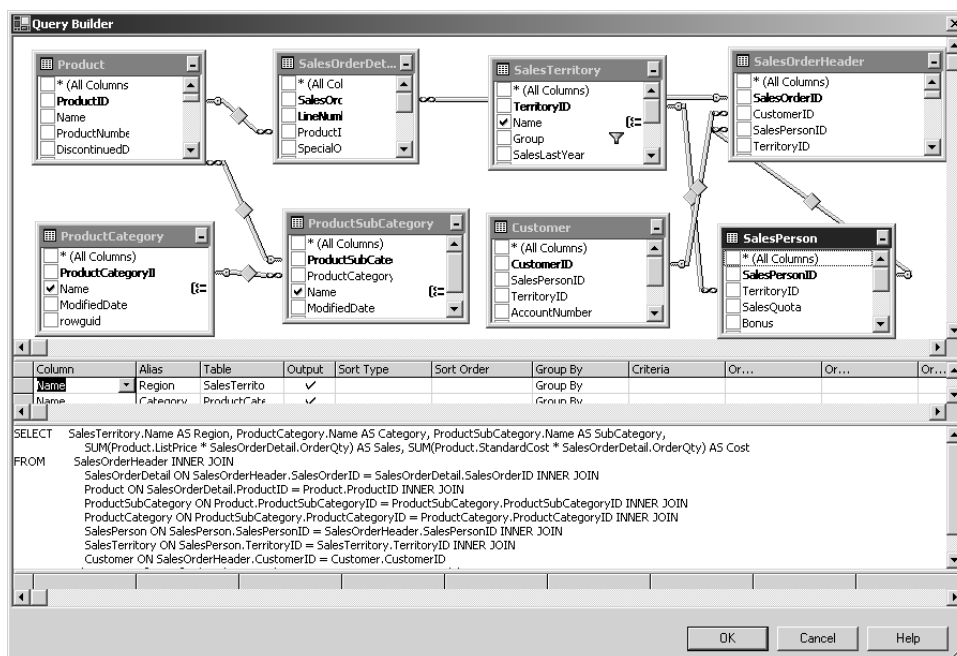 Query Builder
Product
* (All Columns
ProductID
Name
ProductNumbe
DiscontinuedD
SalesOrderDet...
* (All Col
SalesOrc
LineNuml
ProductI
SpecialO
SalesTerritory
* (All Columns)
TerritoryID
Name
Group
SalesLastYear
SalesOrderHeader
* (All Columns)
SalesOrderID
CustomerID
SalesPersonID
TerritoryID
ProductCategory
* (All Columns)
ProductCategoryII
Name
ModifiedDate
rowguid
ProductSubCategory
* (All Columns)
ProductSubCate
ProductCategory
Name
ModifiedDate
Customer
* (All Columns)
CustomerID
SalesPersonID
TerritoryID
AccountNumber
SalesPerson
* (All Columns)
SalesPersonID
TerritoryID
SalesQuota
Bonus
Column Alias Table Output Sort Type Sort Order Group By Criteria Or... Or... Or...
Name Region SalesTerrito Group By
Name Category ProductCate Group By
SELECT SalesTerritory.Name AS Region, ProductCategory.Name AS Category, ProductSubCategory.Name AS SubCategory,
SUM(Product.ListPrice * SalesOrderDetail.OrderQty) AS Sales, SUM(Product.StandardCost * SalesOrderDetail.OrderQty) AS Cost
FROM SalesOrderHeader INNER JOIN
SalesOrderDetail ON SalesOrderHeader.SalesOrderID = SalesOrderDetail.SalesOrderID INNER JOIN
Product ON SalesOrderDetail.ProductID = Product.ProductID INNER JOIN
ProductSubCategory ON Product.ProductSubCategoryID = ProductSubCategory.ProductSubCategoryID INNER JOIN
ProductCategory ON ProductSubCategory.ProductCategoryID = ProductCategory.ProductCategoryID INNER JOIN
SalesPerson ON SalesPerson.SalesPersonID = SalesOrderHeader.SalesPersonID INNER JOIN
SalesTerritory ON SalesPerson.TerritoryID = SalesTerritory.TerritoryID INNER JOIN
Customer ON SalesOrderHeader.CustomerID = Customer.CustomerID
OK
Cancel
Help